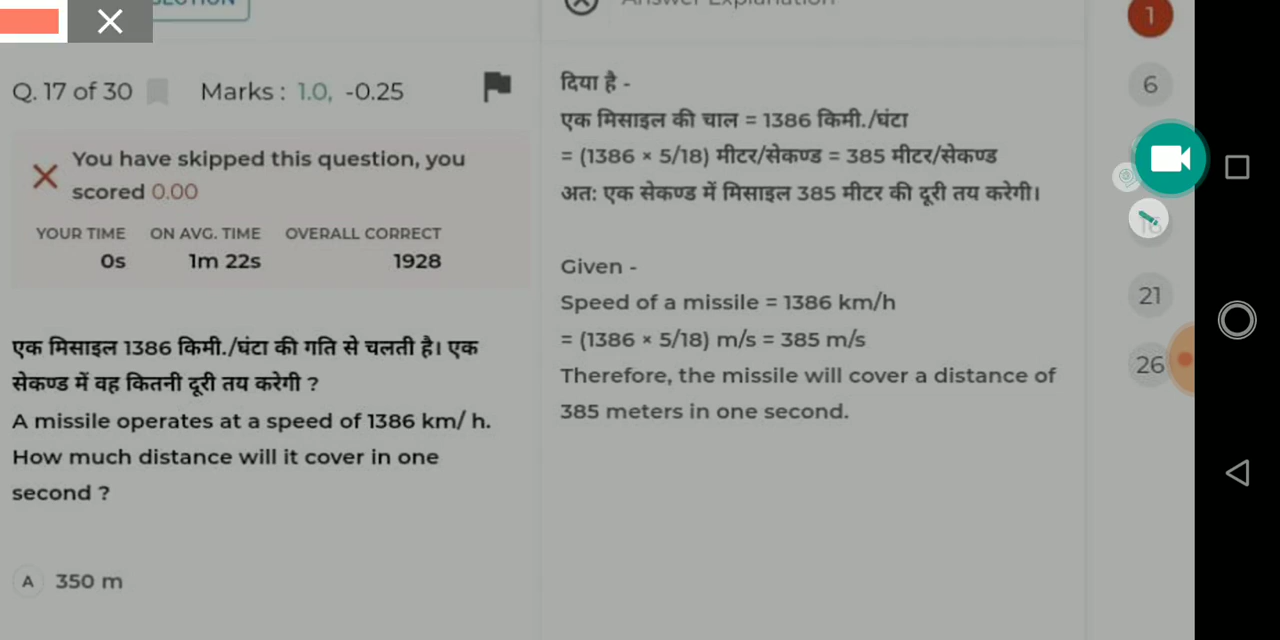 SECTION
Answer Explanation
1
Q. 17 of 30
Marks : 1.0, -0.25
6
You have skipped this question, you
scored 0.00
YOUR TIME ON AVG. TIME OVERALL CORRECT
0s 1m 22s 1928
एक मिसाइल 1386 किमी./घंटा की गति से चलती है। एक
सेकण्ड में वह कितनी दूरी तय करेगी ?
A missile operates at a speed of 1386 km/ h.
How much distance will it cover in one
second ?
A 350 m
दिया है -
एक मिसाइल की चाल = 1386 किमी./घंटा
= (1386 × 5/18) मीटर/सेकण्ड = 385 मीटर/सेकण्ड
अत: एक सेकण्ड में मिसाइल 385 मीटर की दूरी तय करेगी।
Given -
Speed of a missile = 1386 km/h
= (1386 × 5/18) m/s = 385 m/s
Therefore, the missile will cover a distance of
385 meters in one second.
16
21
26